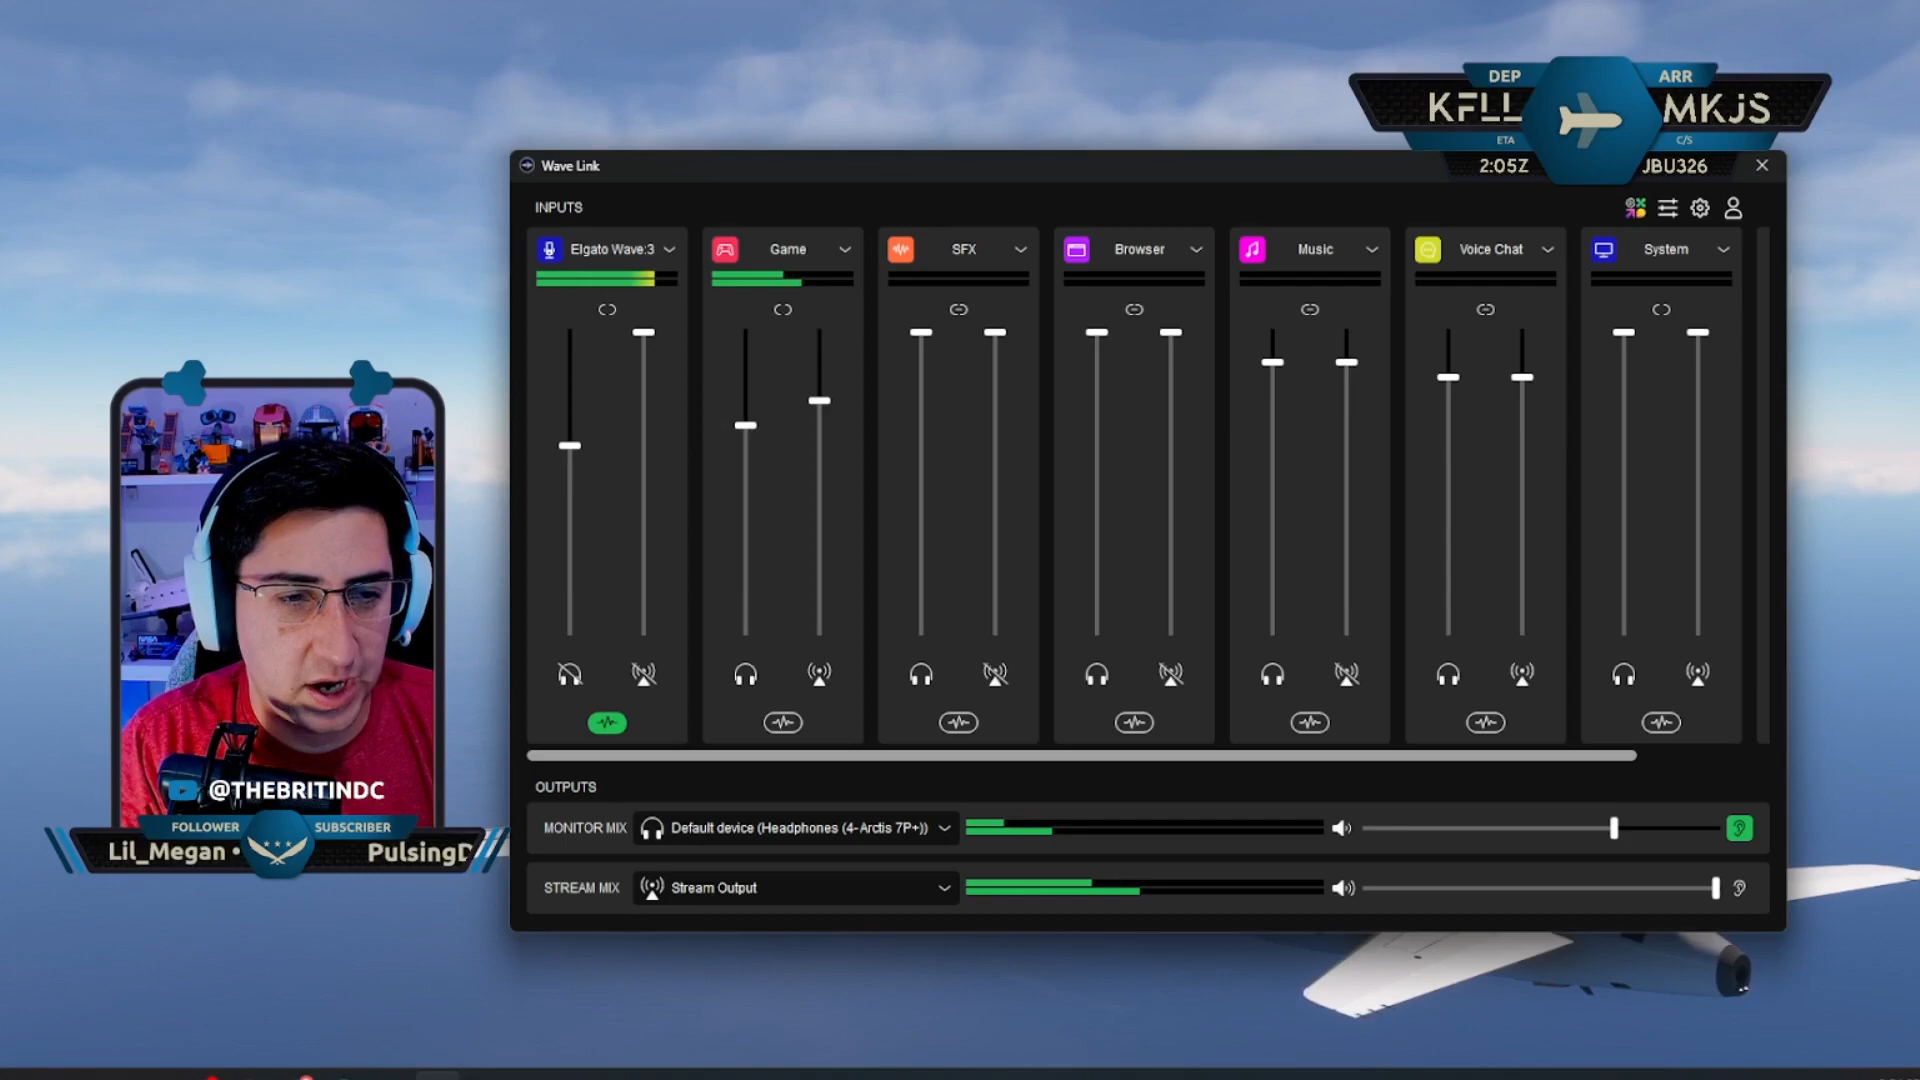 DEP
ARR
KFLL
MKJS
ETA
C/S
2:05Z
JBU326
Wave Link
INPUTS
Elgato Wave:3
Game
SFX
Browser
Music
Voice Chat
System
NASA
@THEBRITINDC
FOLLOWER
SUBSCRIBER
Lil_Megan •
PulsingD
OUTPUTS
MONITOR MIX
Default device (Headphones (4-Arctis 7P+))
STREAM MIX
Stream Output